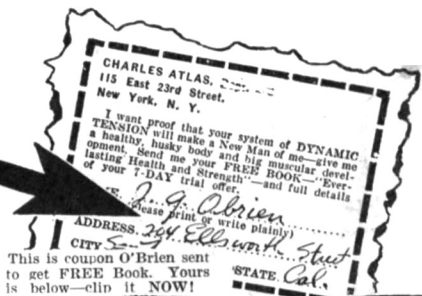 CHARLES ATLAS,
115 East 23rd Street,
New York, N. Y.
I want proof that your system of DYNAMIC
TENSION will make a New Man of me—give me
a healthy, husky body and big muscular devel-
opment. Send me your FREE BOOK—"Ever-
lasting Health and Strength"—and full details
of your 7-DAY trial offer.
J. G. Obrien
ease print or write plainly)
ADDRESS. 204 Ellsworth Street
CITY
STATE. Cal.
This is coupon O'Brien sent
to get FREE Book. Yours
is below—clip it NOW!